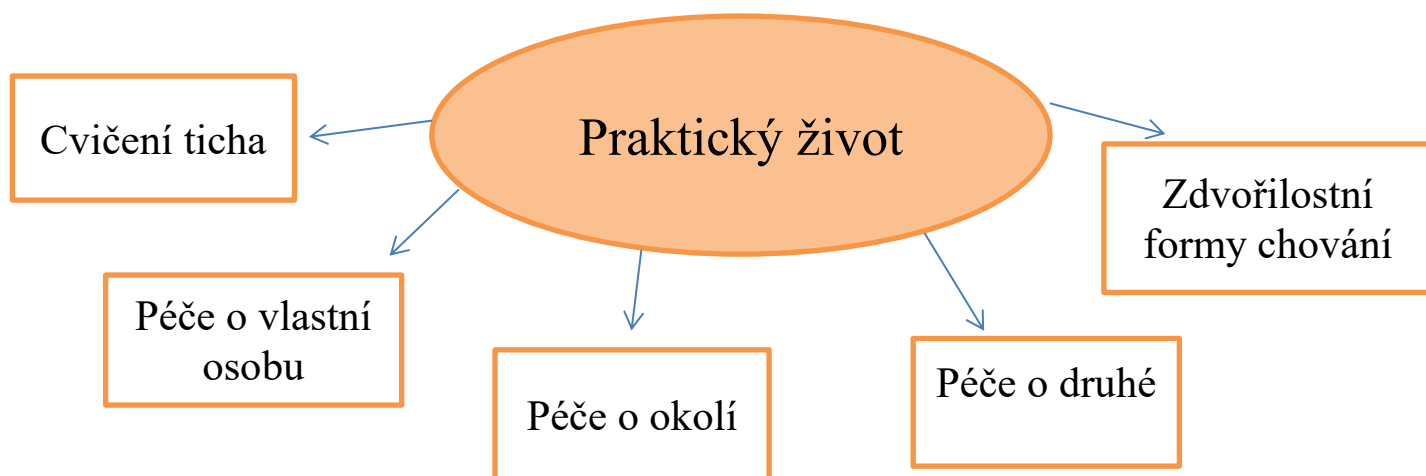 Praktický život
Cvičení ticha
Péče o vlastní
osobu
Péče o okolí
Péče o druhé
Zdvořilostní
formy chování